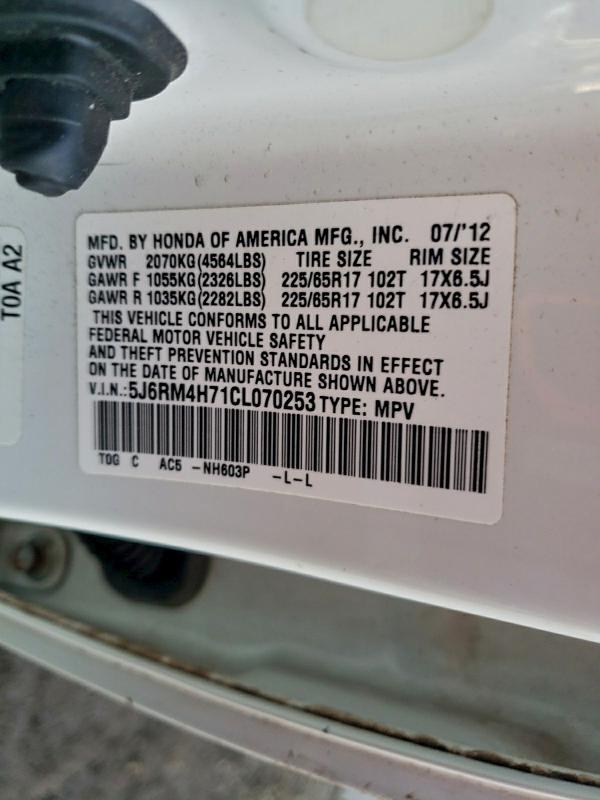 MFD. BY HONDA OF AMERICA MFG., INC. 07/'12
GVWR 2070KG(4564LBS) TIRE SIZE RIM SIZE
GAWR F 1055KG(2326LBS) 225/65R17 102T 17X6.5J
GAWR R 1035KG(2282LBS) 225/65R17 102T 17X6.5J
THIS VEHICLE CONFORMS TO ALL APPLICABLE
FEDERAL MOTOR VEHICLE SAFETY
AND THEFT PREVENTION STANDARDS IN EFFECT
ON THE DATE OF MANUFACTURE SHOWN ABOVE.
V.I.N.:5J6RM4H71CL070253 TYPE: MPV
T0G C AC5 -NH603P -L-L
T0A A2